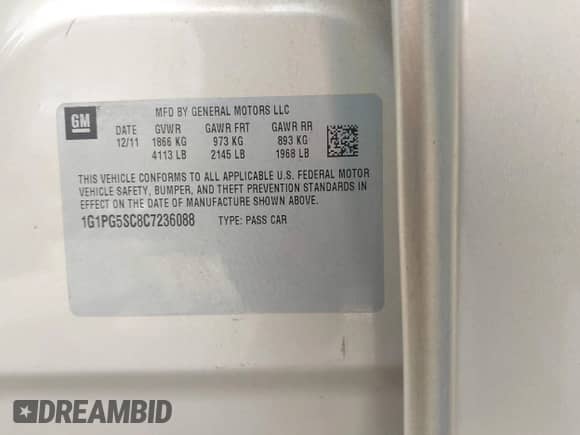 GM
MFD BY GENERAL MOTORS LLC
DATE GVWR GAWR FRT GAWR RR
12/11 1866 KG 973 KG 893 KG
4113 LB 2145 LB 1968 LB
THIS VEHICLE CONFORMS TO ALL APPLICABLE U.S. FEDERAL MOTOR
VEHICLE SAFETY, BUMPER, AND THEFT PREVENTION STANDARDS IN
EFFECT ON THE DATE OF MANUFACTURE SHOWN ABOVE.
1G1PG5SC8C7236088 TYPE: PASS CAR
DREAMBID